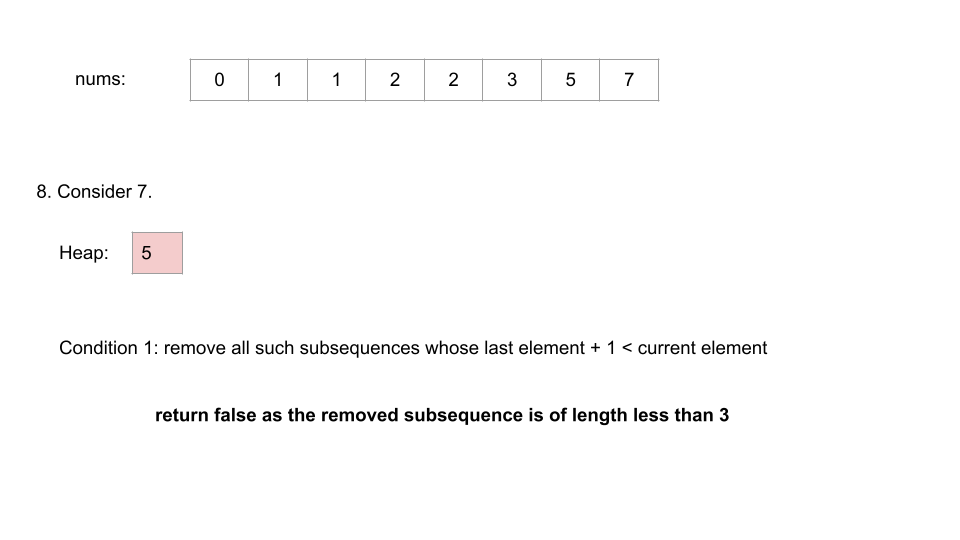 nums: 0 1 1 2 2 3 5 7
8. Consider 7.
Heap: 5
Condition 1: remove all such subsequences whose last element + 1 < current element
return false as the removed subsequence is of length less than 3